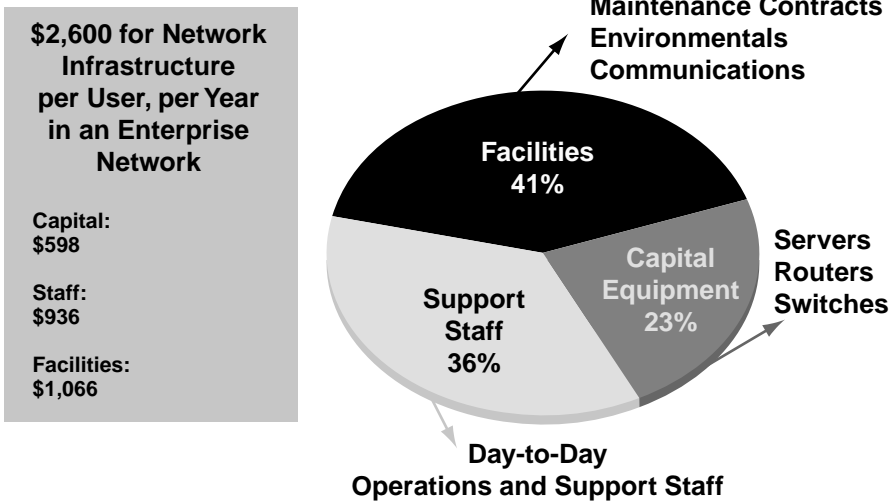 $2,600 for Network
Infrastructure
per User, per Year
in an Enterprise
Network
Capital:
$598
Staff:
$936
Facilities:
$1,066
Maintenance Contracts
Environmentals
Communications
Facilities
41%
Capital
Equipment
23%
Servers
Routers
Switches
Support
Staff
36%
Day-to-Day
Operations and Support Staff